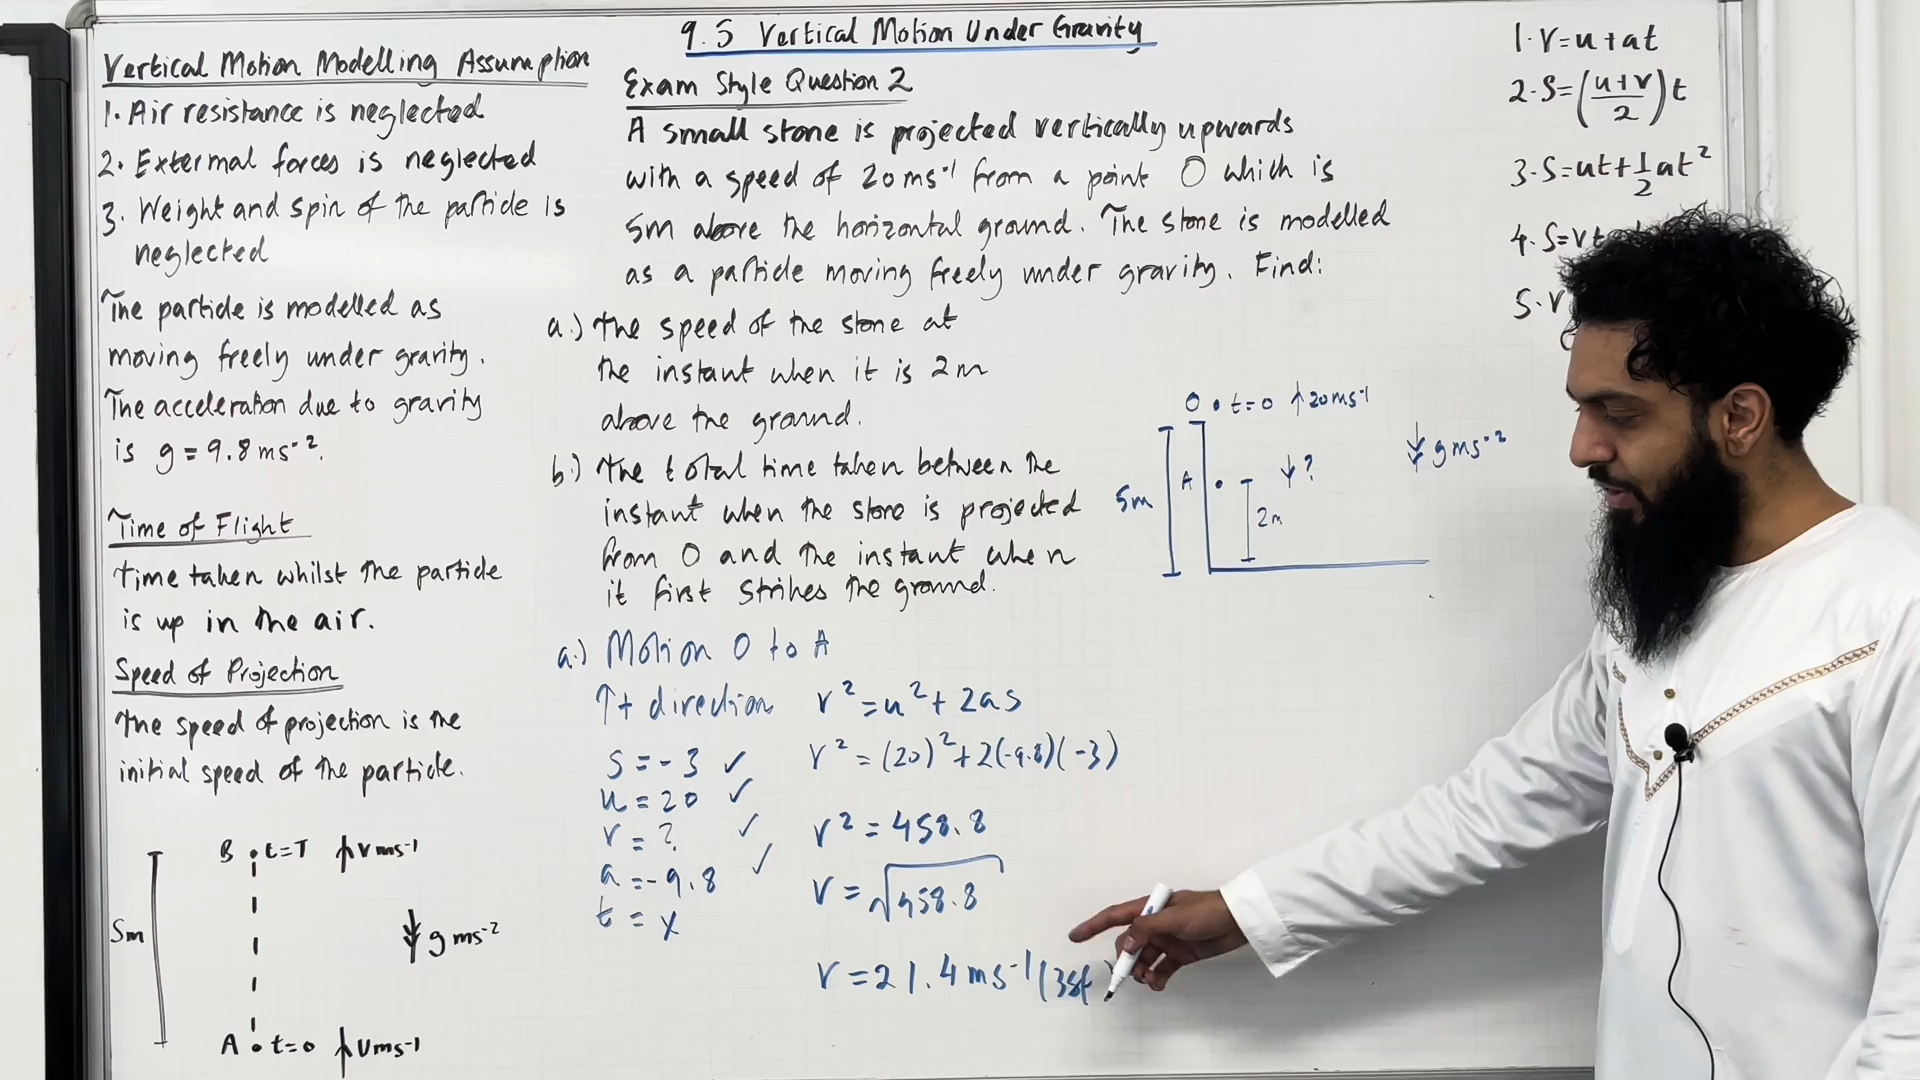 9.5 Vertical Motion Under Gravity
Vertical Motion Modelling Assumption
1. Air resistance is neglected
2. External forces is neglected
3. Weight and spin of the particle is
neglected
The particle is modelled as
moving freely under gravity.
The acceleration due to gravity
is g = 9.8 ms⁻².
Time of Flight
Time taken whilst the particle
is up in the air.
Speed of Projection
The speed of projection is the
initial speed of the particle.
B t=T ↑ V ms⁻¹
Sm
g ms⁻²
A t=0 ↑ U ms⁻¹
Exam Style Question 2
A small stone is projected vertically upwards
with a speed of 20 ms⁻¹ from a point O which is
5m above the horizontal ground. The stone is modelled
as a particle moving freely under gravity. Find:
a.) The speed of the stone at
the instant when it is 2m
above the ground.
b.) The total time taken between the
instant when the stone is projected
from O and the instant when
it first strikes the ground.
O t=0 ↑20ms⁻¹
g ms⁻²
5m
A
↓?
2m
a.) Motion O to A
↑+ direction
s = -3 ✓
u = 20 ✓
v = ? ✓
a = -9.8 ✓
t = x
v² = u² + 2as
v² = (20)² + 2(-9.8)(-3)
v² = 458.8
v = √458.8
v = 21.4 ms⁻¹ (3sf)
1. v = u + at
2. S = (u+v/2)t
3. S = ut + 1/2 at²
4. S = vt
5. v